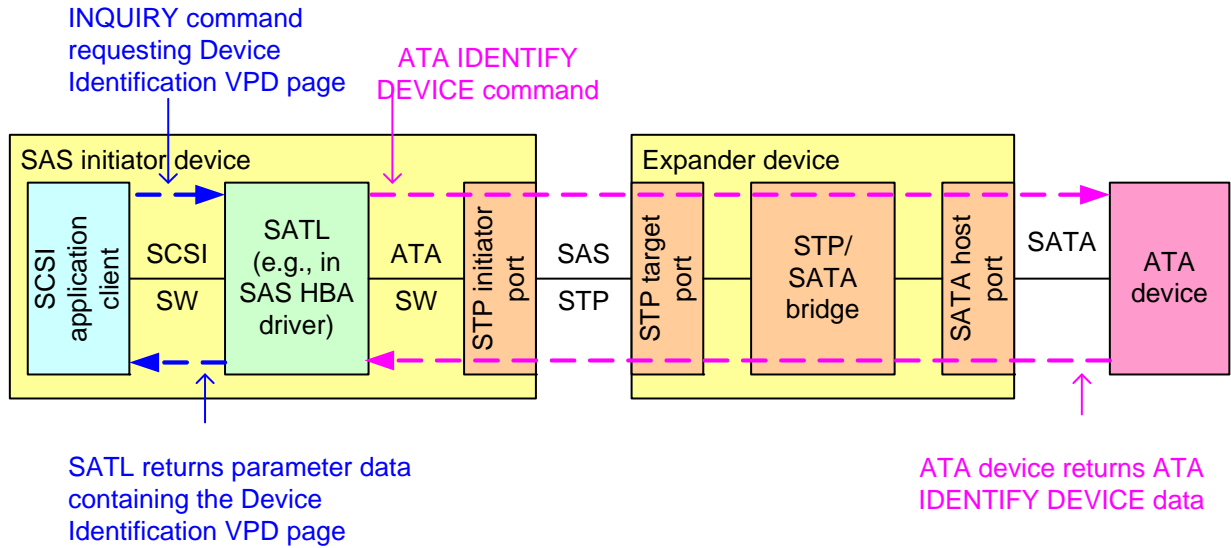 INQUIRY command
requesting Device
Identification VPD page
ATA IDENTIFY
DEVICE command
SAS initiator device
Expander device
SCSI
application
client
SCSI
SW
SATL
(e.g., in
SAS HBA
driver)
ATA
SW
STP initiator
port
SAS
STP
STP target
port
STP/
SATA
bridge
SATA host
port
SATA
ATA
device
SATL returns parameter data
containing the Device
Identification VPD page
ATA device returns ATA
IDENTIFY DEVICE data